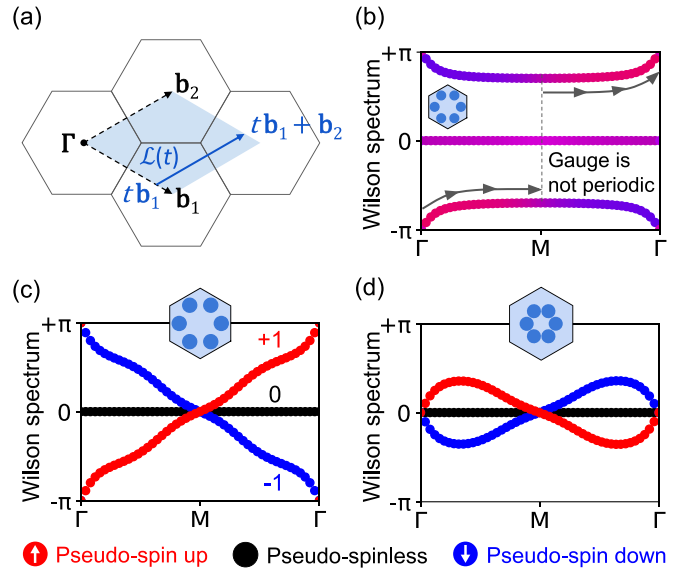 (a)
b₂
Γ
tb₁ + b₂
ℒ(t)
tb₁
b₁
(b)
Wilson spectrum
+π
0
-π
Gauge is
not periodic
Γ
M
Γ
(c)
Wilson spectrum
+π
0
-π
+1
0
-1
Γ
M
Γ
(d)
Wilson spectrum
+π
0
-π
Γ
M
Γ
↑ Pseudo-spin up
Pseudo-spinless
↓ Pseudo-spin down